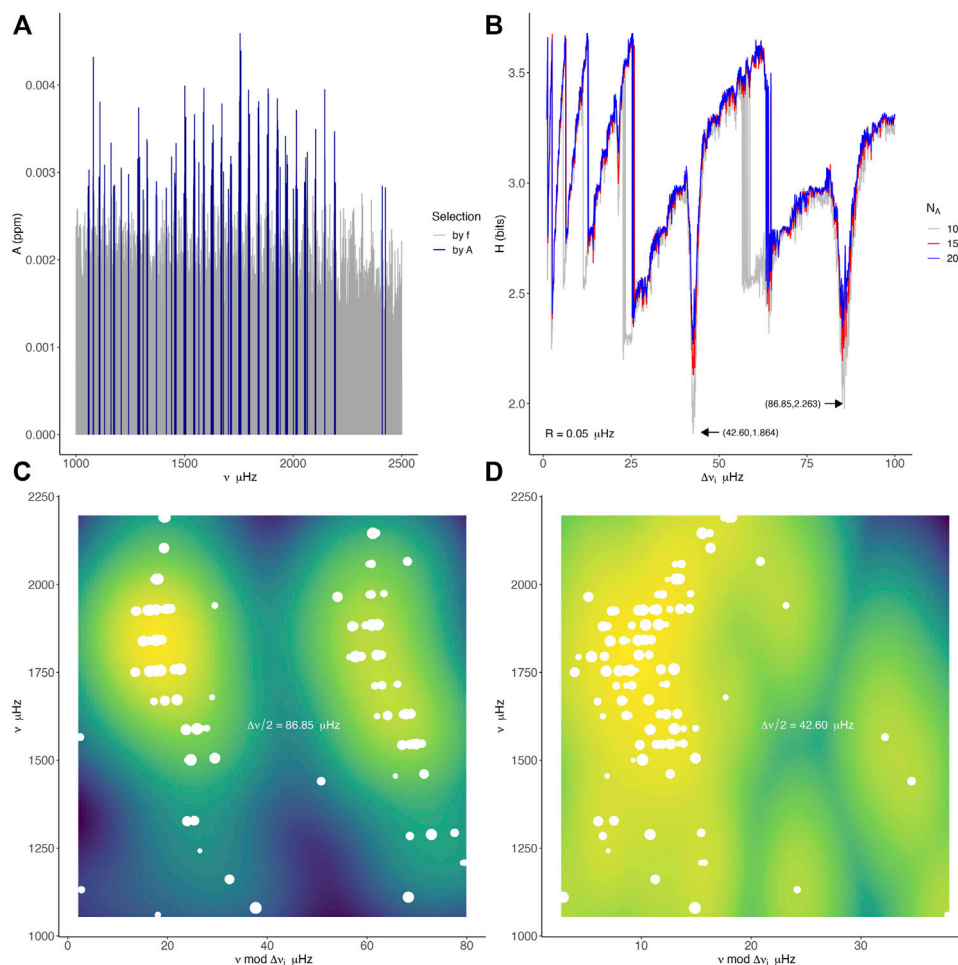 A
A (ppm)
0.004
0.003
0.002
0.001
0.000
1000 1500 2000 2500
ν μHz
Selection
by f
by A
B
H (bits)
3.5
3.0
2.5
2.0
(86.85,2.263)
(42.60,1.864)
R = 0.05 μHz
0 25 50 75 100
Δνᵢ μHz
N_A
10
15
20
C
ν μHz
2250
2000
1750
1500
1250
1000
Δν/2 = 86.85 μHz
0 20 40 60 80
ν mod Δνᵢ μHz
D
ν μHz
2250
2000
1750
1500
1250
1000
Δν/2 = 42.60 μHz
10 20 30
ν mod Δνᵢ μHz